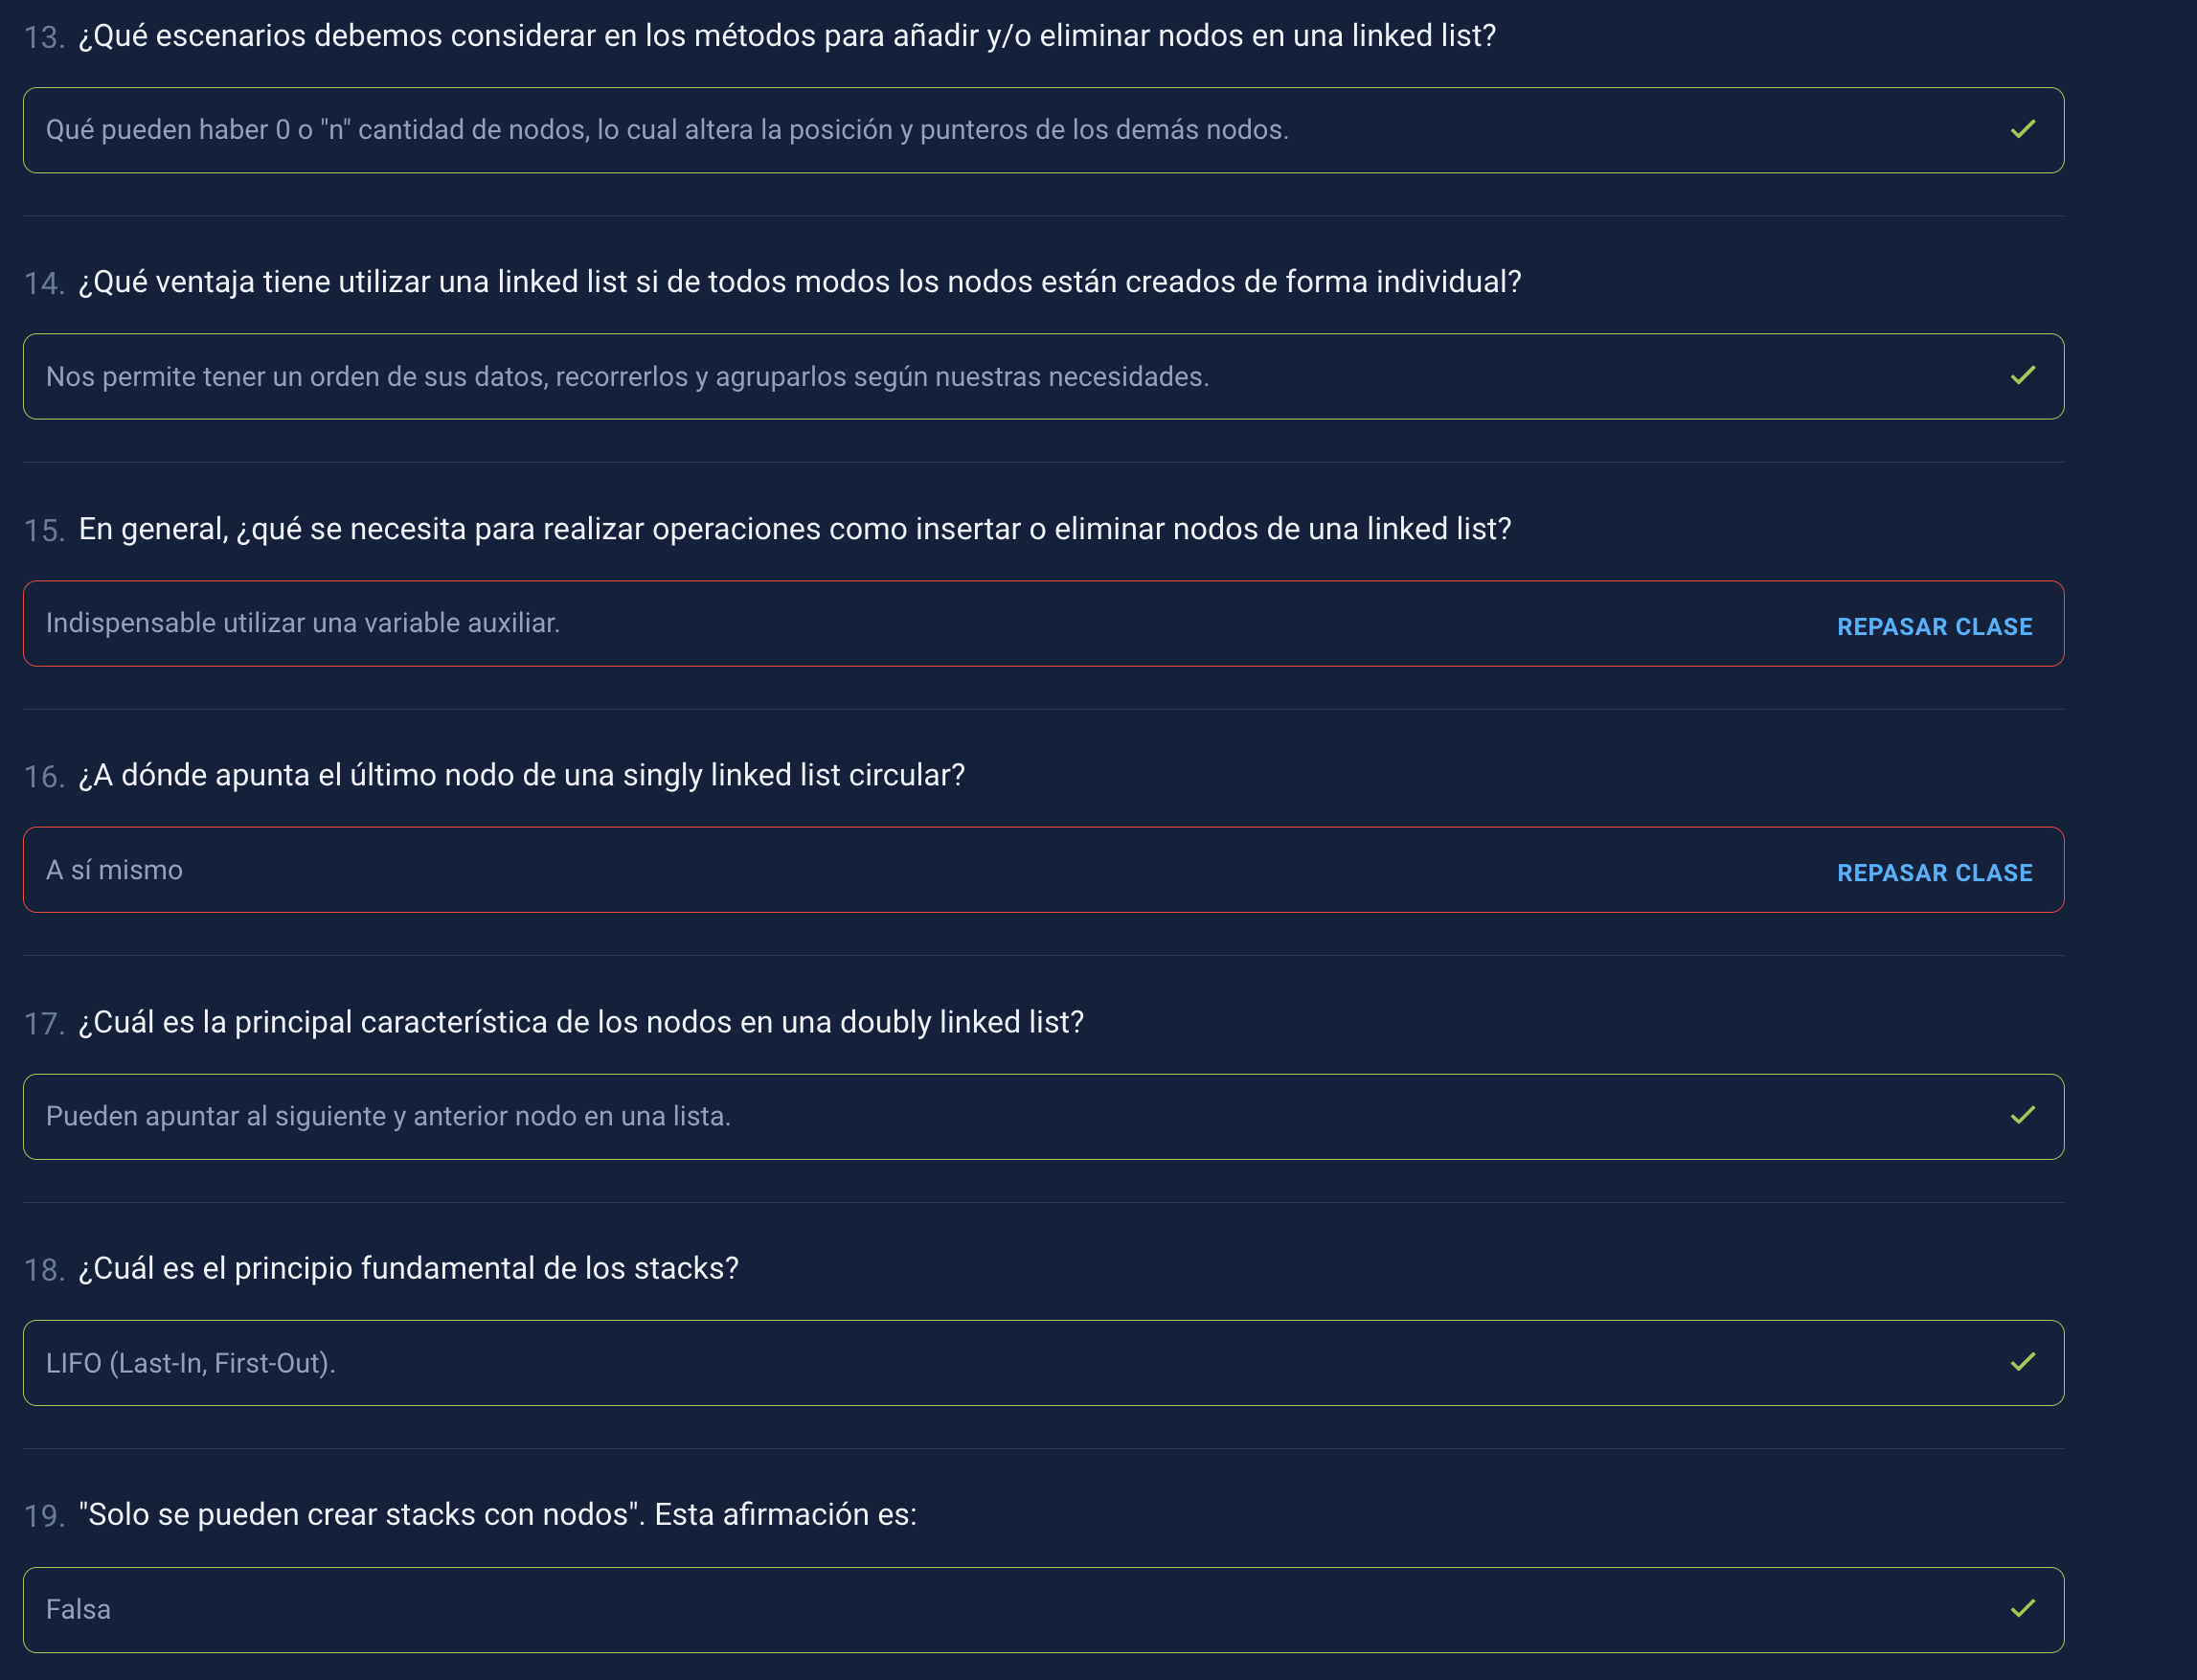 13. ¿Qué escenarios debemos considerar en los métodos para añadir y/o eliminar nodos en una linked list?
Qué pueden haber 0 o "n" cantidad de nodos, lo cual altera la posición y punteros de los demás nodos.
14. ¿Qué ventaja tiene utilizar una linked list si de todos modos los nodos están creados de forma individual?
Nos permite tener un orden de sus datos, recorrerlos y agruparlos según nuestras necesidades.
15. En general, ¿qué se necesita para realizar operaciones como insertar o eliminar nodos de una linked list?
Indispensable utilizar una variable auxiliar. REPASAR CLASE
16. ¿A dónde apunta el último nodo de una singly linked list circular?
A sí mismo REPASAR CLASE
17. ¿Cuál es la principal característica de los nodos en una doubly linked list?
Pueden apuntar al siguiente y anterior nodo en una lista.
18. ¿Cuál es el principio fundamental de los stacks?
LIFO (Last-In, First-Out).
19. "Solo se pueden crear stacks con nodos". Esta afirmación es:
Falsa